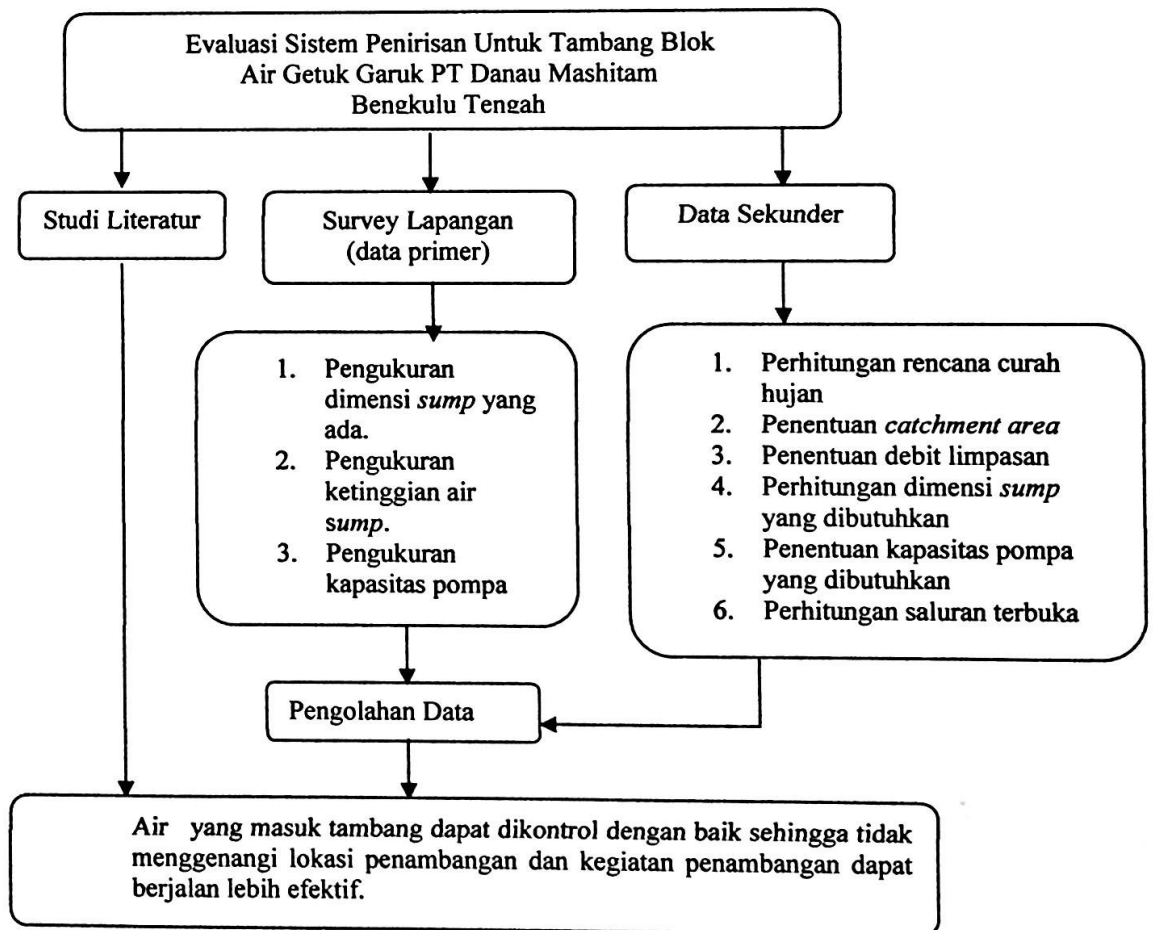 Evaluasi Sistem Penirisan Untuk Tambang Blok
Air Getuk Garuk PT Danau Mashitam
Bengkulu Tengah
Studi Literatur
Survey Lapangan
(data primer)
Data Sekunder
1. Pengukuran
dimensi sump yang
ada.
2. Pengukuran
ketinggian air
sump.
3. Pengukuran
kapasitas pompa
1. Perhitungan rencana curah
hujan
2. Penentuan catchment area
3. Penentuan debit limpasan
4. Perhitungan dimensi sump
yang dibutuhkan
5. Penentuan kapasitas pompa
yang dibutuhkan
6. Perhitungan saluran terbuka
Pengolahan Data
Air yang masuk tambang dapat dikontrol dengan baik sehingga tidak
menggenangi lokasi penambangan dan kegiatan penambangan dapat
berjalan lebih efektif.